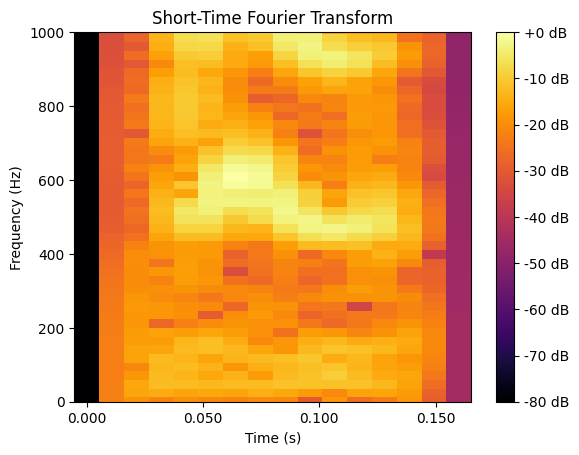 Short-Time Fourier Transform
1000
800
600
400
200
0
Frequency (Hz)
0.000
0.050
0.100
0.150
Time (s)
+0 dB
-10 dB
-20 dB
-30 dB
-40 dB
-50 dB
-60 dB
-70 dB
-80 dB